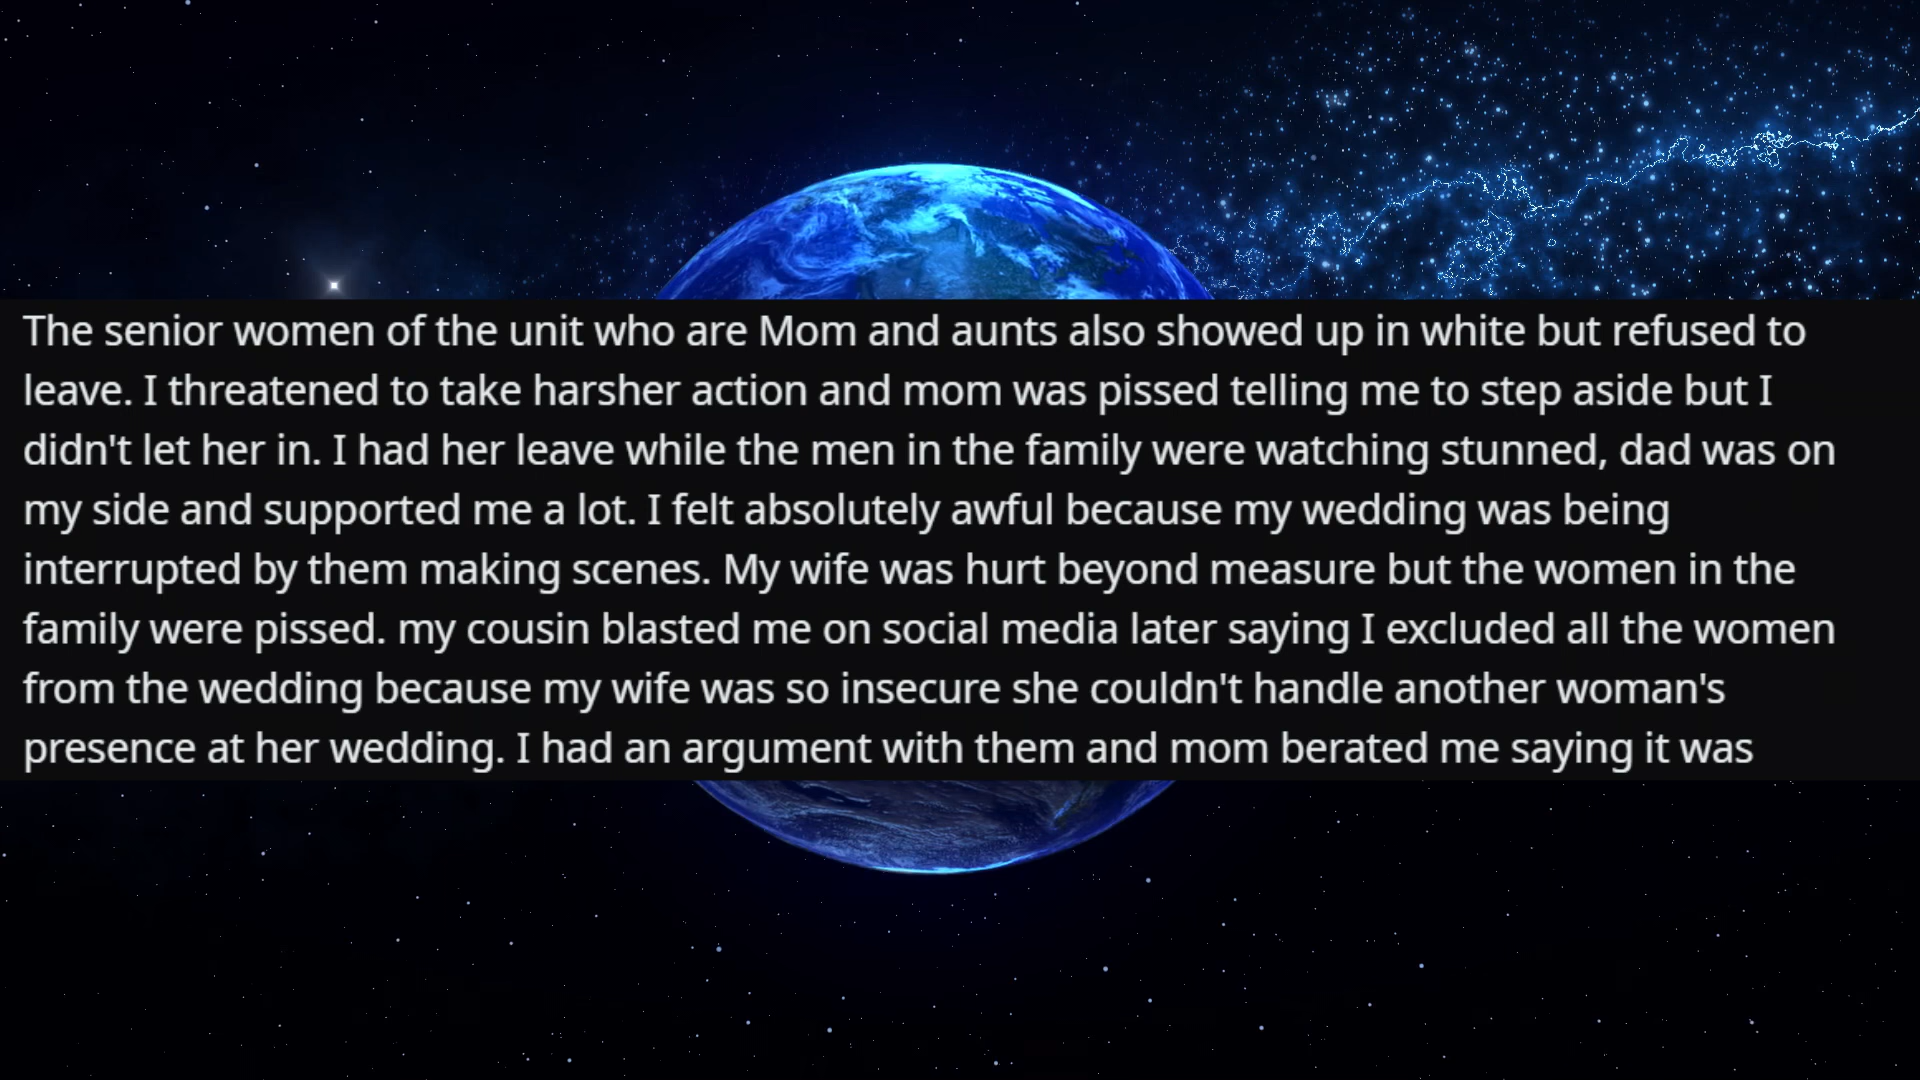 The senior women of the unit who are Mom and aunts also showed up in white but refused to
leave. I threatened to take harsher action and mom was pissed telling me to step aside but I
didn't let her in. I had her leave while the men in the family were watching stunned, dad was on
my side and supported me a lot. I felt absolutely awful because my wedding was being
interrupted by them making scenes. My wife was hurt beyond measure but the women in the
family were pissed. my cousin blasted me on social media later saying I excluded all the women
from the wedding because my wife was so insecure she couldn't handle another woman's
presence at her wedding. I had an argument with them and mom berated me saying it was